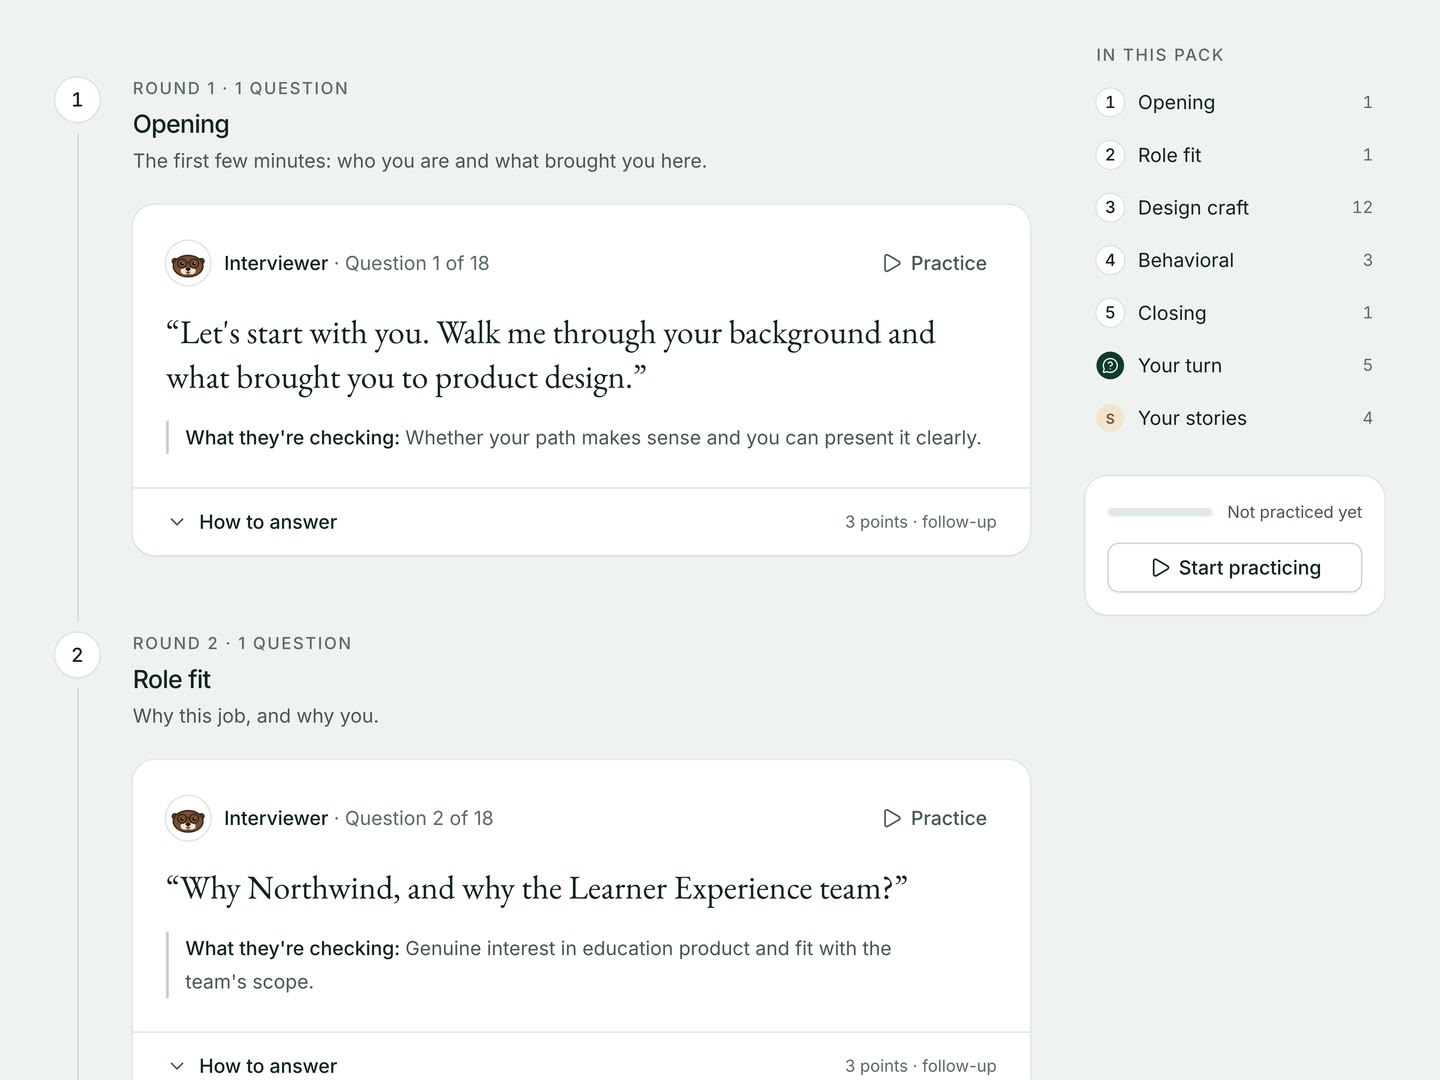 1
ROUND 1 · 1 QUESTION
Opening
The first few minutes: who you are and what brought you here.
Interviewer · Question 1 of 18
Practice
“Let's start with you. Walk me through your background and
what brought you to product design.”
What they're checking: Whether your path makes sense and you can present it clearly.
How to answer
3 points · follow-up
2
ROUND 2 · 1 QUESTION
Role fit
Why this job, and why you.
Interviewer · Question 2 of 18
Practice
“Why Northwind, and why the Learner Experience team?”
What they're checking: Genuine interest in education product and fit with the
team's scope.
How to answer
3 points · follow-up
IN THIS PACK
1 Opening 1
2 Role fit 1
3 Design craft 12
4 Behavioral 3
5 Closing 1
? Your turn 5
S Your stories 4
Not practiced yet
Start practicing